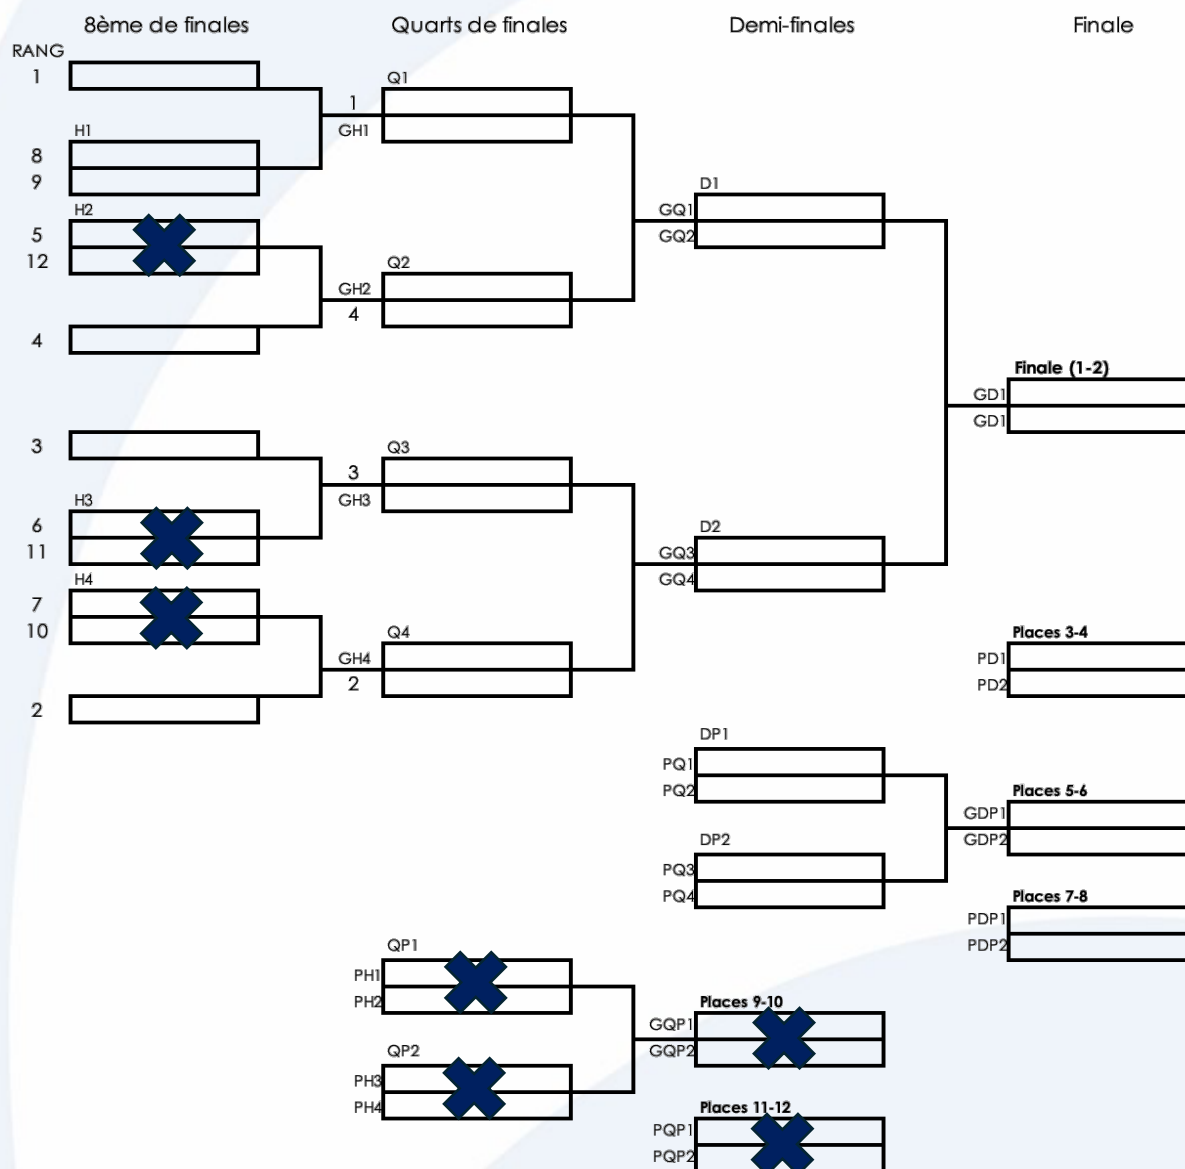 8ème de finales Quarts de finales Demi-finales Finale
RANG
1
Q1
1
GH1
H1
8
9
D1
H2
GQ1
5
GQ2
12
Q2
GH2
4
4
Finale (1-2)
GD1
GD1
3
Q3
3
GH3
H3
6
11
D2
GQ3
GQ4
H4
7
10
Q4
Places 3-4
GH4
PD1
2
PD2
2
DP1
PQ1
PQ2
Places 5-6
GDP1
GDP2
DP2
PQ3
PQ4
Places 7-8
PDP1
PDP2
QP1
PH1
PH2
Places 9-10
GQP1
GQP2
QP2
PH3
PH4
Places 11-12
PQP1
PQP2